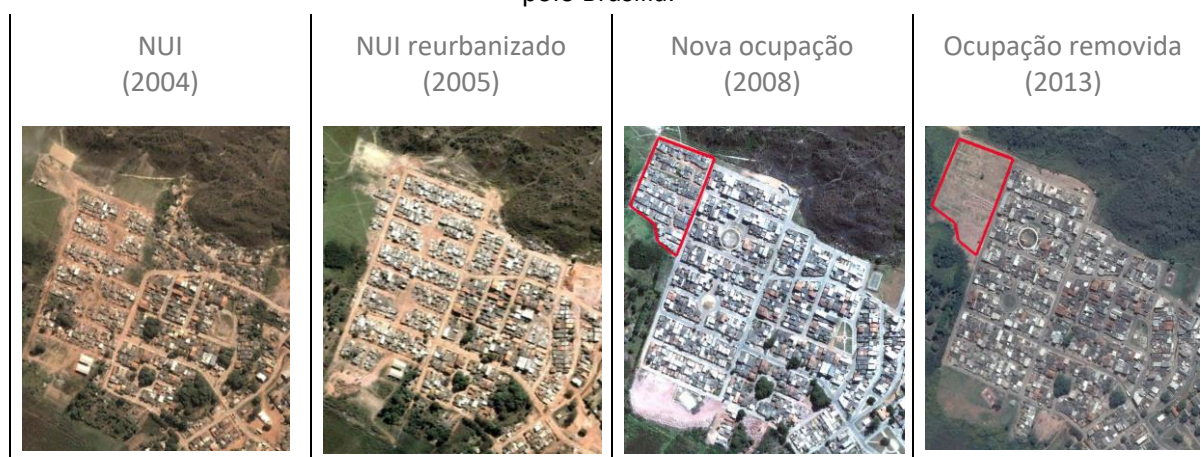 NUI
(2004)
NUI reurbanizado
(2005)
Nova ocupação
(2008)
Ocupação removida
(2013)